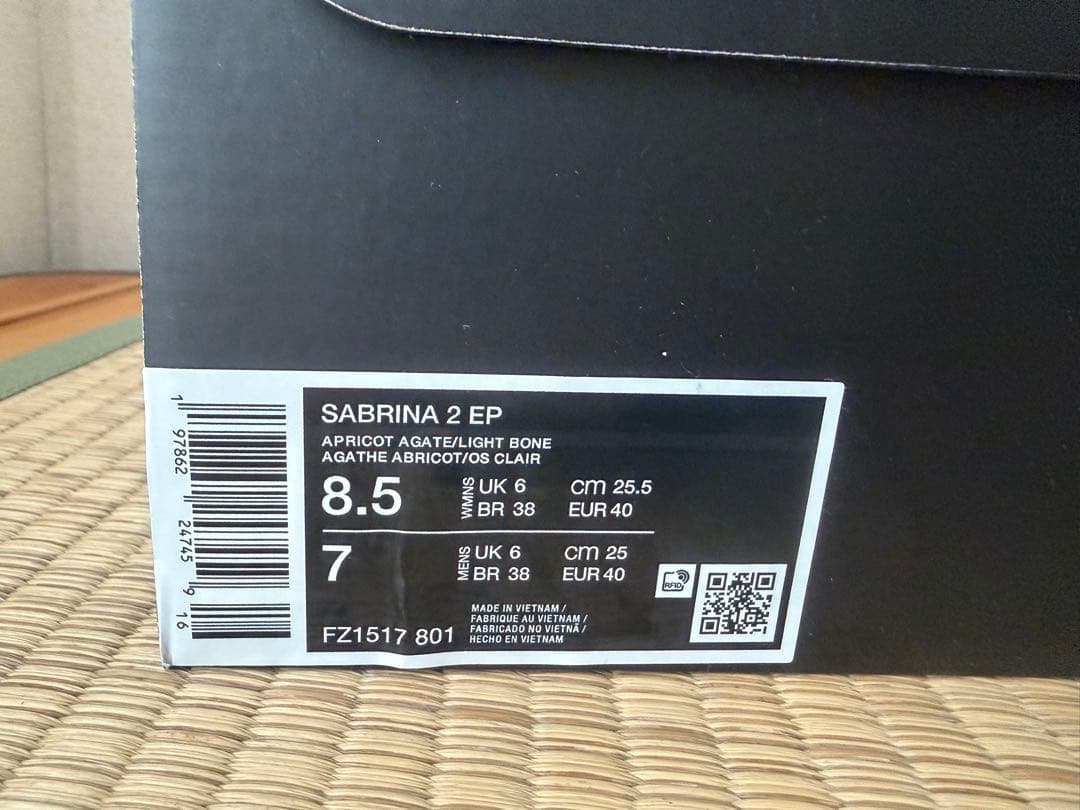 SABRINA 2 EP
APRICOT AGATE/LIGHT BONE
AGATHE ABRICOT/OS CLAIR
8.5 WMNS UK 6 cm 25.5
BR 38 EUR 40
7 MENS UK 6 cm 25
BR 38 EUR 40
MADE IN VIETNAM /
FABRIQUE AU VIETNAM /
FABRICADO NO VIETNÃ /
HECHO EN VIETNAM
FZ1517 801
RFID
1 97862 24745 9 16